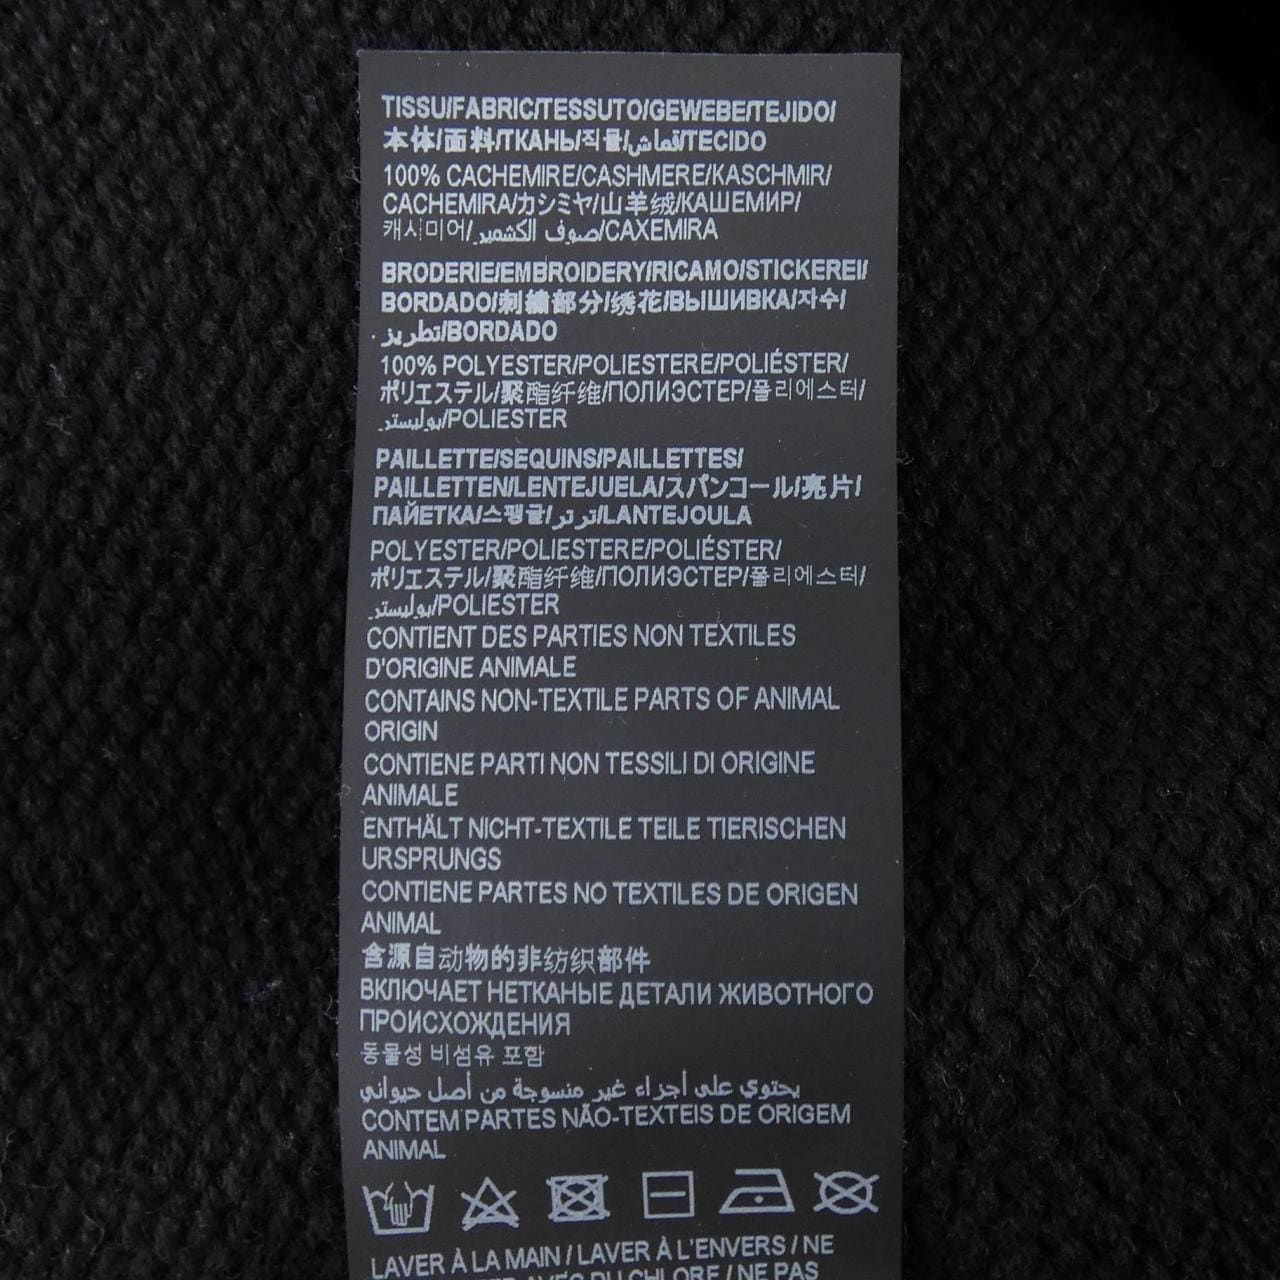 TISSU/FABRIC/TESSUTO/GEWEBE/TEJIDO/
本体/面料/ТКАНЬ/직물/قماش/TECIDO
100% CACHEMIRE/CASHMERE/KASCHMIR/
CACHEMIRA/カシミヤ/山羊绒/КАШЕМИР/
캐시미어/صوف الكشمير/CAXEMIRA
BRODERIE/EMBROIDERY/RICAMO/STICKEREI/
BORDADO/刺繍部分/绣花/ВЫШИВКА/자수/
تطريز/BORDADO
100% POLYESTER/POLIESTERE/POLIÉSTER/
ポリエステル/聚酯纤维/ПОЛИЭСТЕР/폴리에스터/
بوليستر/POLIESTER
PAILLETTE/SEQUINS/PAILLETTES/
PAILLETTEN/LENTEJUELA/スパンコール/亮片/
ПАЙЕТКА/스팽글/ترتر/LANTEJOULA
POLYESTER/POLIESTERE/POLIÉSTER/
ポリエステル/聚酯纤维/ПОЛИЭСТЕР/폴리에스터/
بوليستر/POLIESTER
CONTIENT DES PARTIES NON TEXTILES
D'ORIGINE ANIMALE
CONTAINS NON-TEXTILE PARTS OF ANIMAL
ORIGIN
CONTIENE PARTI NON TESSILI DI ORIGINE
ANIMALE
ENTHÄLT NICHT-TEXTILE TEILE TIERISCHEN
URSPRUNGS
CONTIENE PARTES NO TEXTILES DE ORIGEN
ANIMAL
含源自动物的非纺织部件
ВКЛЮЧАЕТ НЕТКАНЫЕ ДЕТАЛИ ЖИВОТНОГО
ПРОИСХОЖДЕНИЯ
동물성 비섬유 포함
يحتوي على أجزاء غير منسوجة من أصل حيواني
CONTEM PARTES NÃO-TEXTEIS DE ORIGEM
ANIMAL
LAVER À LA MAIN / LAVER À L'ENVERS / NE
AVEC DU CHLORE / NE PAS